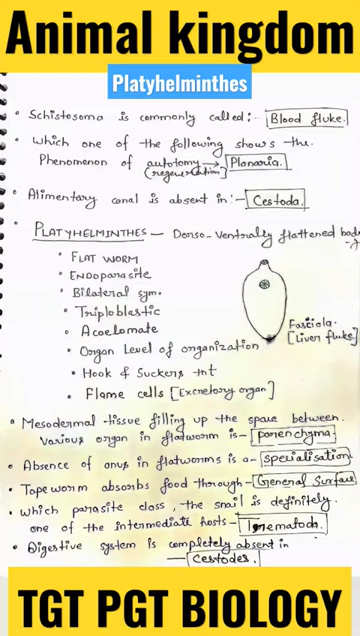 Animal kingdom
Platyhelminthes
• Schistosoma is commonly called:- Blood fluke.
• Which one of the following shows the
Phenomenon of autotomy → Planaria
(regeneration)
• Alimentary canal is absent in:- Cestoda.
• PLATYHELMINTHES — Dorso-Ventrally flattened body
• FLAT WORM
• Endoparasite
• Bilateral sym.
• Triploblastic
• Acoelomate
• Organ Level of organization
• Hook & Suckers +nt
• Flame cells [Excretory organ]
Fasciola
[Liver fluke]
• Mesodermal tissue filling up the space between
various organ in flatworm is- parenchyma.
• Absence of anus in flatworms is a- specialisation.
• Tapeworm absorbs food through- General Surface
• Which parasite class, the snail is definitely
one of the intermediate hosts- Trematoda.
• Digestive system is completely absent in
— Cestodes.
TGT PGT BIOLOGY